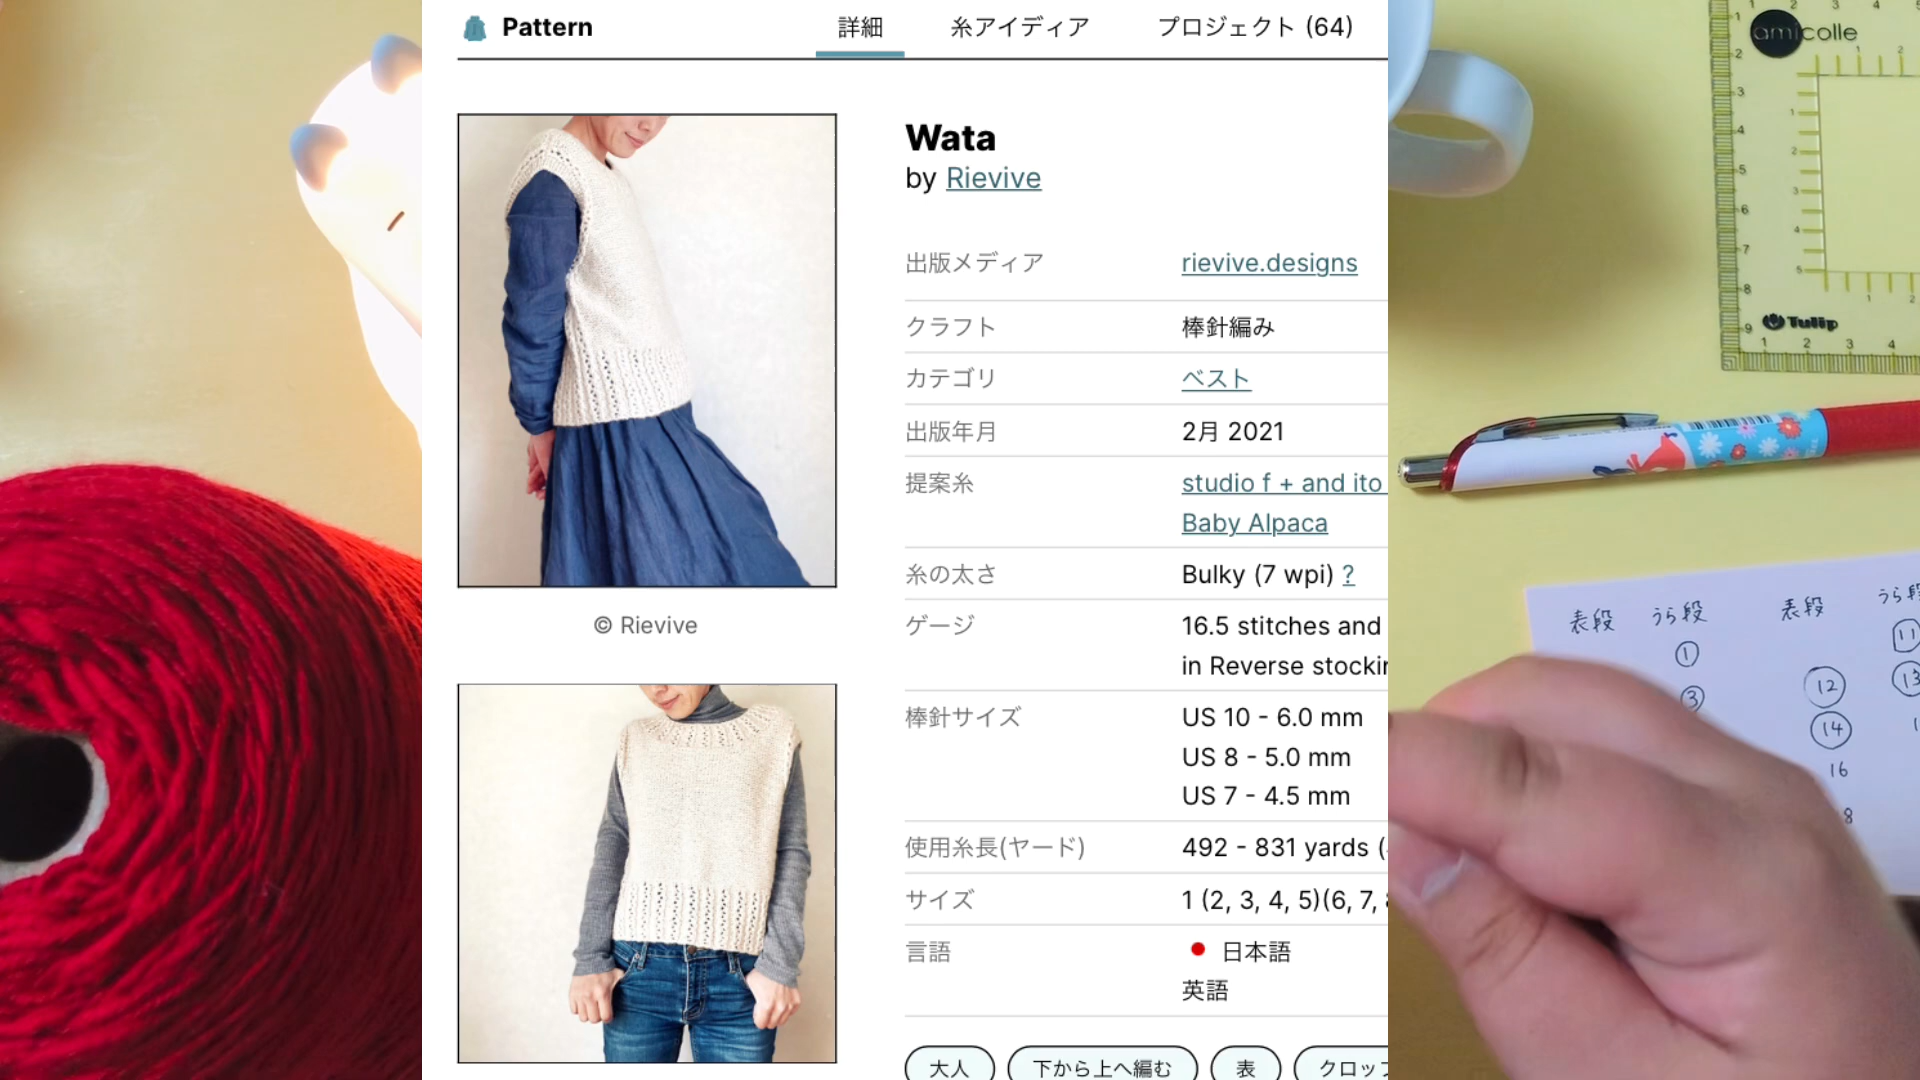 Pattern
詳細
糸アイディア
プロジェクト (64)
Wata
by Rievive
出版メディア
rievive.designs
クラフト
棒針編み
カテゴリ
ベスト
出版年月
2月 2021
提案糸
studio f + and ito
Baby Alpaca
糸の太さ
Bulky (7 wpi) ?
ゲージ
16.5 stitches and
in Reverse
棒針サイズ
US 10 - 6.0 mm
US 8 - 5.0 mm
US 7 - 4.5 mm
使用糸長(ヤード)
492 - 831 yards (
サイズ
1 (2, 3, 4, 5)(6, 7,
言語
日本語
英語
© Rievive
大人
下から上へ編む
表
amicolle
Tulip
表段 うら段 表段
① ⑪
③ ⑫ ⑬
⑭
16
8